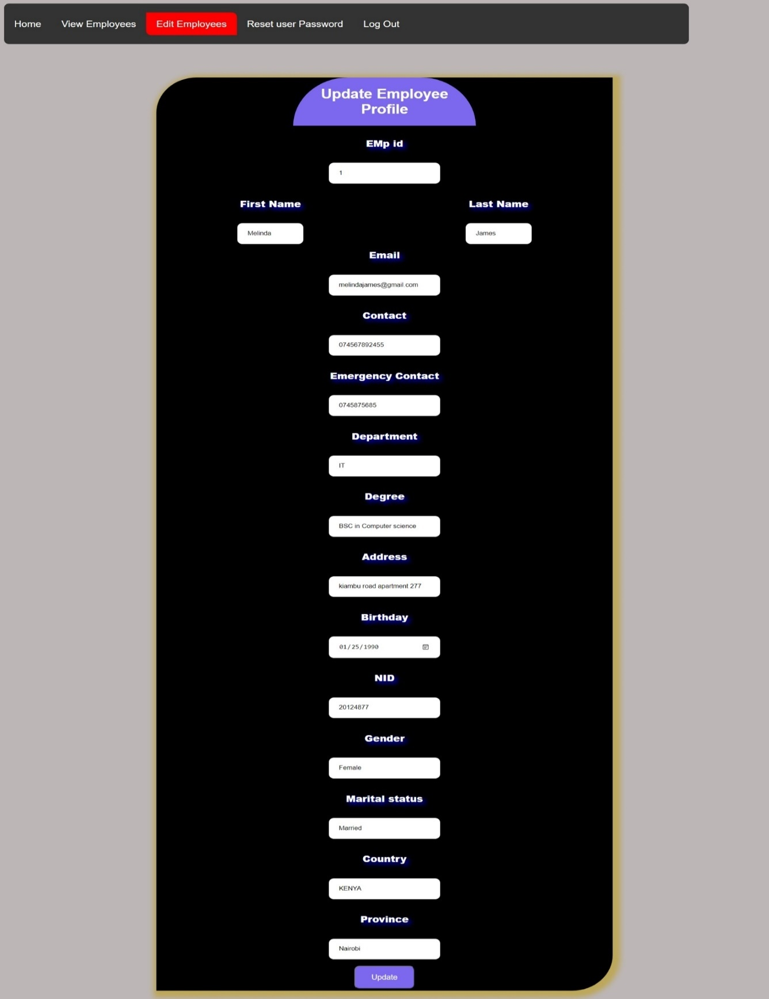 Home View Employees Edit Employees Reset user Password Log Out
Update Employee
Profile
EMp id
1
First Name Last Name
Melinda James
Email
melindajames@gmail.com
Contact
074567892455
Emergency Contact
0745875685
Department
IT
Degree
BSC in Computer science
Address
kiambu road apartment 277
Birthday
01/25/1990
NID
20124877
Gender
Female
Marital status
Married
Country
KENYA
Province
Nairobi
Update